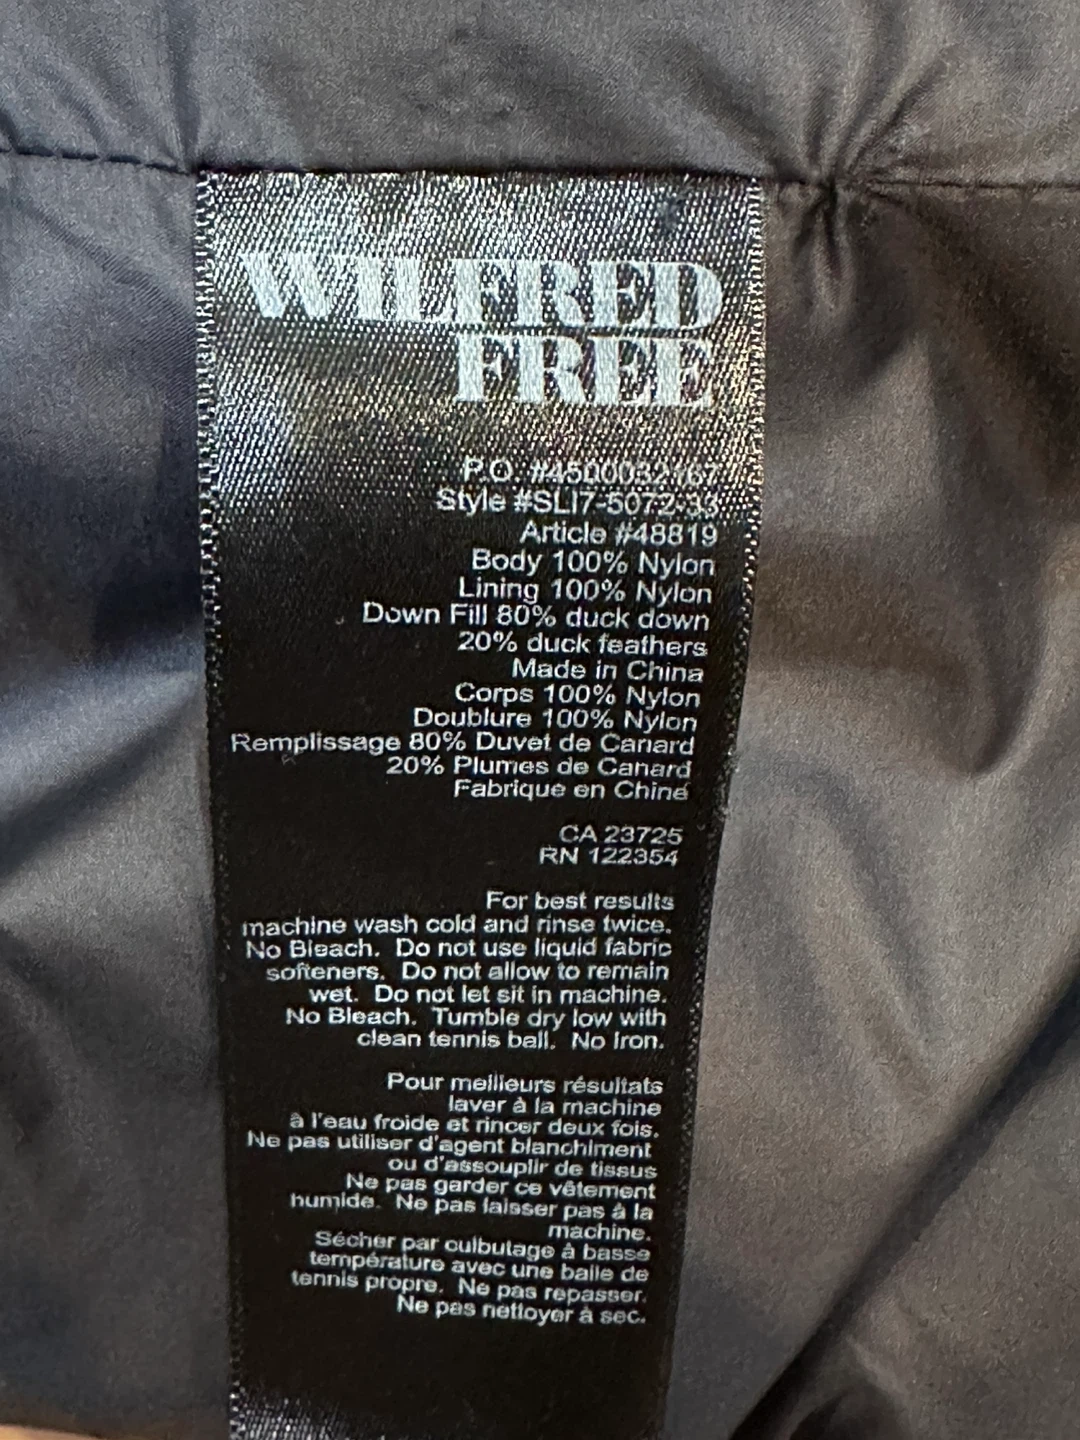 WILFRED
FREE
P.O. #4500032167
Style #SLI7-5072-33
Article #48819
Body 100% Nylon
Lining 100% Nylon
Down Fill 80% duck down
20% duck feathers
Made in China
Corps 100% Nylon
Doublure 100% Nylon
Remplissage 80% Duvet de Canard
20% Plumes de Canard
Fabrique en Chine
CA 23725
RN 122354
For best results
machine wash cold and rinse twice.
No Bleach. Do not use liquid fabric
softeners. Do not allow to remain
wet. Do not let sit in machine.
No Bleach. Tumble dry low with
clean tennis ball. No Iron.
Pour meilleurs résultats
laver à la machine
à l'eau froide et rincer deux fois.
Ne pas utiliser d'agent blanchiment
ou d'assouplir de tissus
Ne pas garder ce vêtement
humide. Ne pas laisser pas à la
machine.
Sécher par culbutage à basse
température avec une balle de
tennis propre. Ne pas repasser.
Ne pas nettoyer à sec.